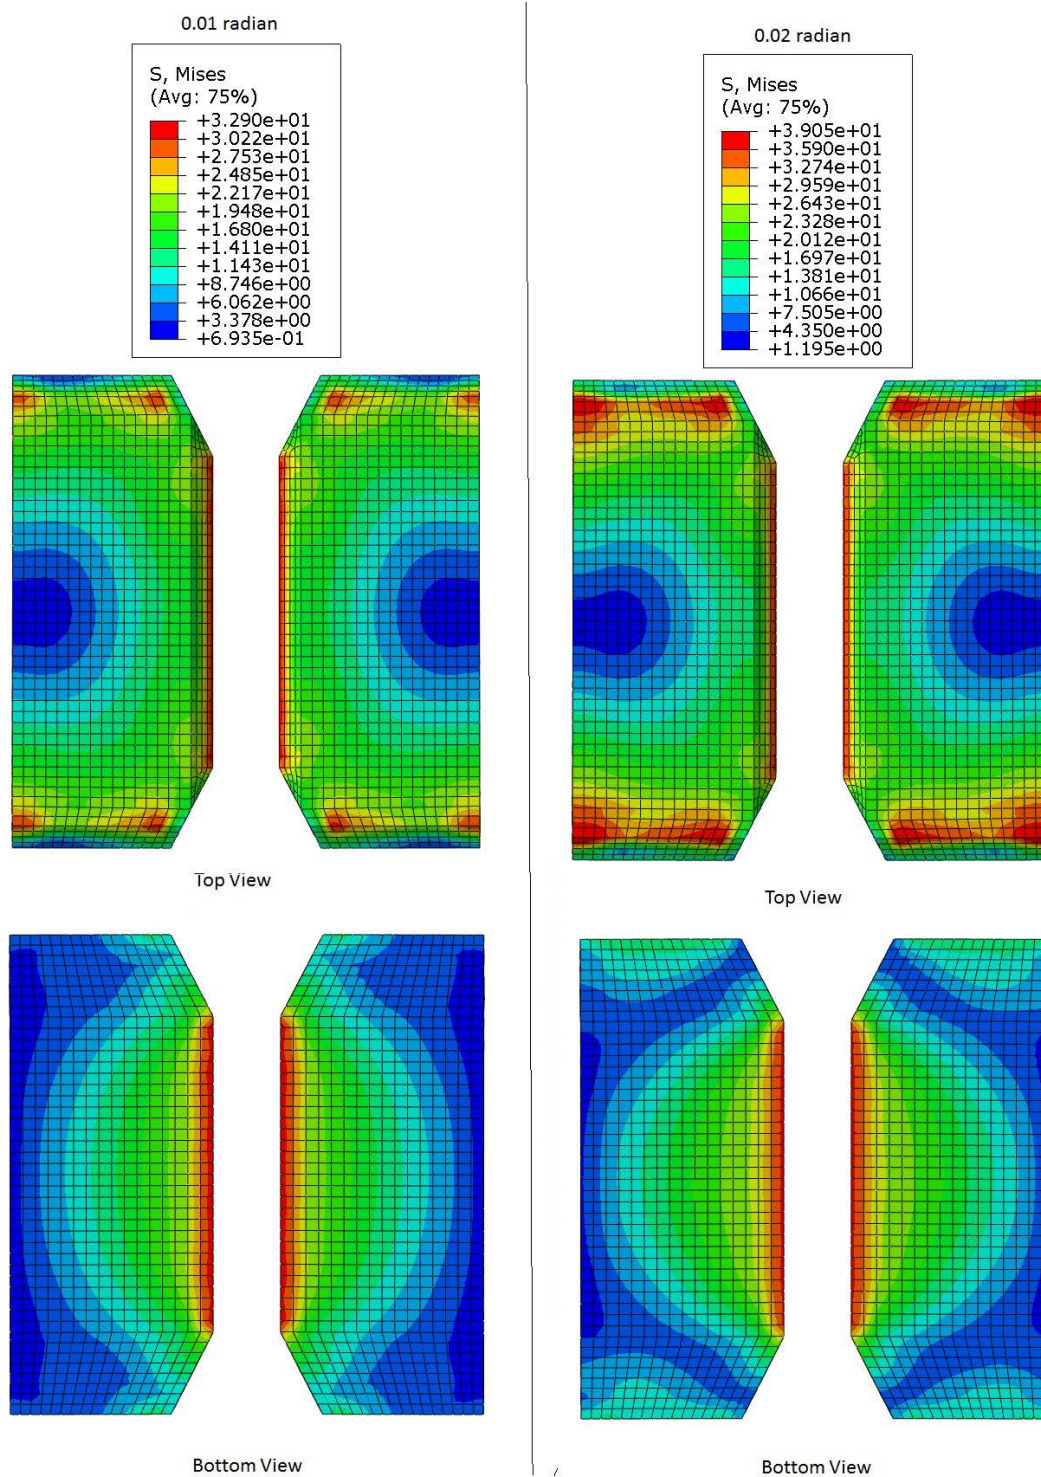 0.01 radian
S, Mises
(Avg: 75%)
+3.290e+01
+3.022e+01
+2.753e+01
+2.485e+01
+2.217e+01
+1.948e+01
+1.680e+01
+1.411e+01
+1.143e+01
+8.746e+00
+6.062e+00
+3.378e+00
+6.935e-01
Top View
Bottom View
0.02 radian
S, Mises
(Avg: 75%)
+3.905e+01
+3.590e+01
+3.274e+01
+2.959e+01
+2.643e+01
+2.328e+01
+2.012e+01
+1.697e+01
+1.381e+01
+1.066e+01
+7.505e+00
+4.350e+00
+1.195e+00
Top View
Bottom View